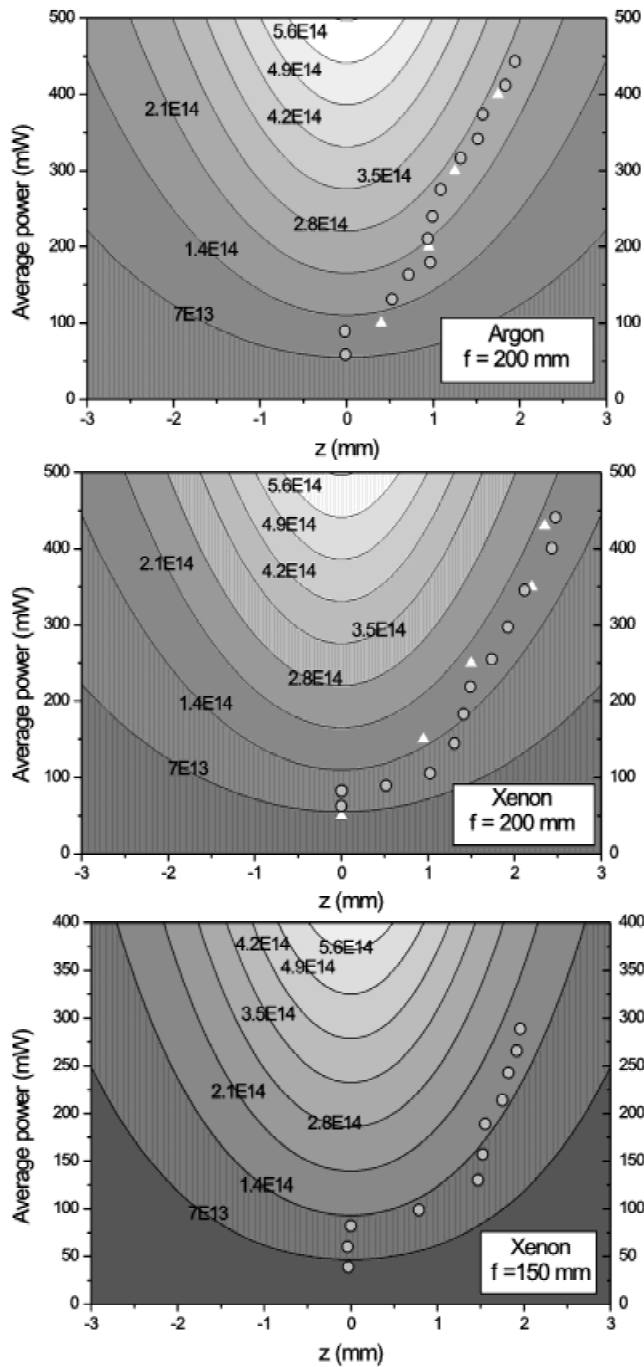 500
400
300
200
100
0
Average power (mW)
5.6E14
4.9E14
2.1E14
4.2E14
3.5E14
2.8E14
1.4E14
7E13
Argon
f = 200 mm
500
400
300
200
100
0
-3 -2 -1 0 1 2 3
z (mm)
500
400
300
200
100
0
Average power (mW)
5.6E14
4.9E14
2.1E14
4.2E14
3.5E14
2.8E14
1.4E14
7E13
Xenon
f = 200 mm
500
400
300
200
100
0
-3 -2 -1 0 1 2 3
z (mm)
400
350
300
250
200
150
100
50
0
Average power (mW)
4.2E14
5.6E14
4.9E14
3.5E14
2.1E14
2.8E14
1.4E14
7E13
Xenon
f =150 mm
400
350
300
250
200
150
100
50
0
-3 -2 -1 0 1 2 3
z (mm)